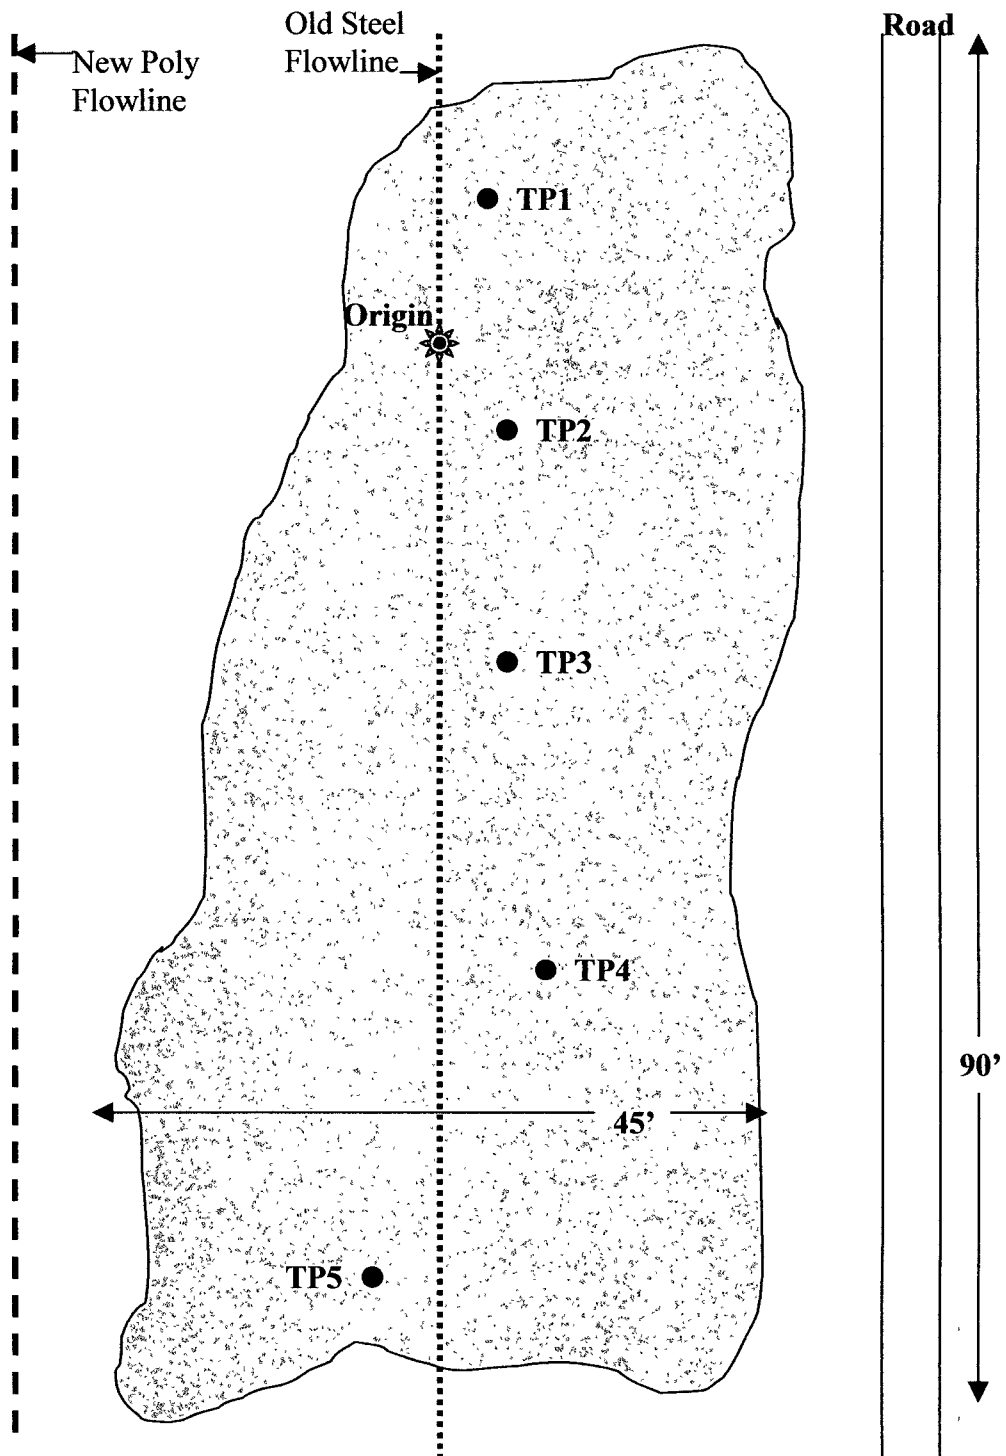 Old Steel
Flowline
Road
New Poly
Flowline
TP1
Origin
TP2
TP3
TP4
90’
45’
TP5